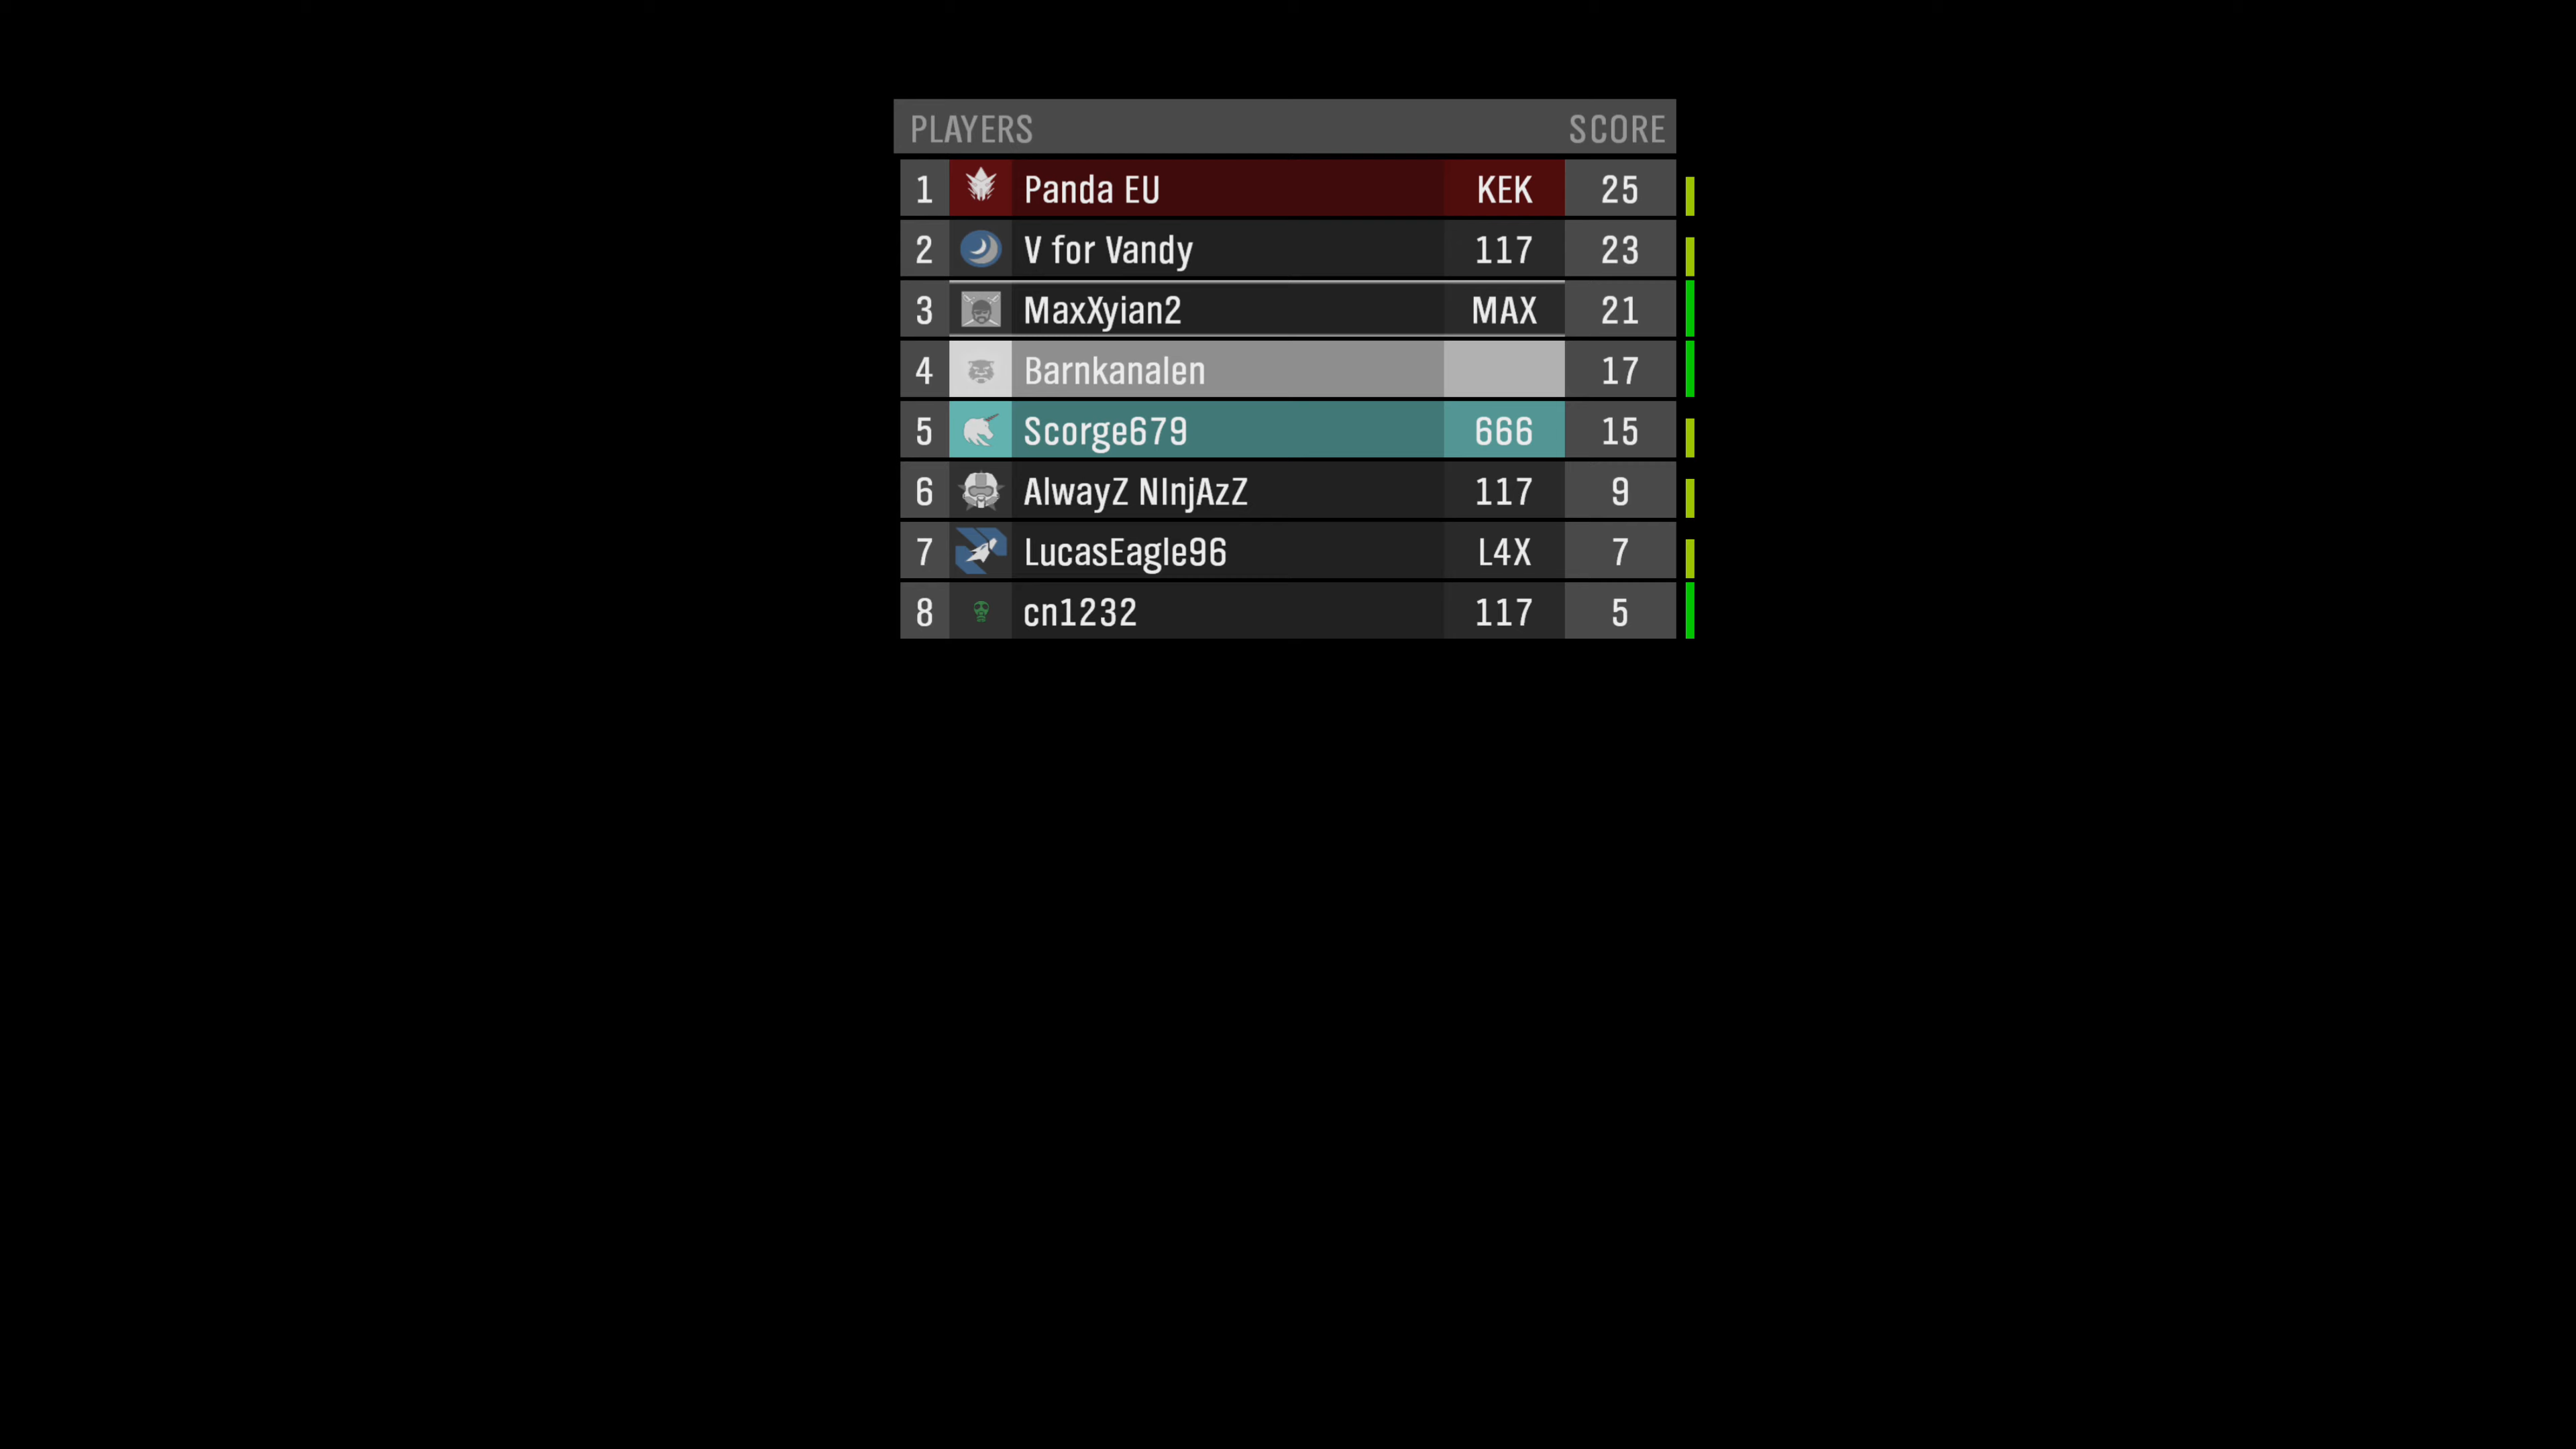 PLAYERS SCORE
1 Panda EU KEK 25
2 V for Vandy 117 23
3 MaxXyian2 MAX 21
4 Barnkanalen 17
5 Scorge679 666 15
6 AlwayZ NInjAzZ 117 9
7 LucasEagle96 L4X 7
8 cn1232 117 5